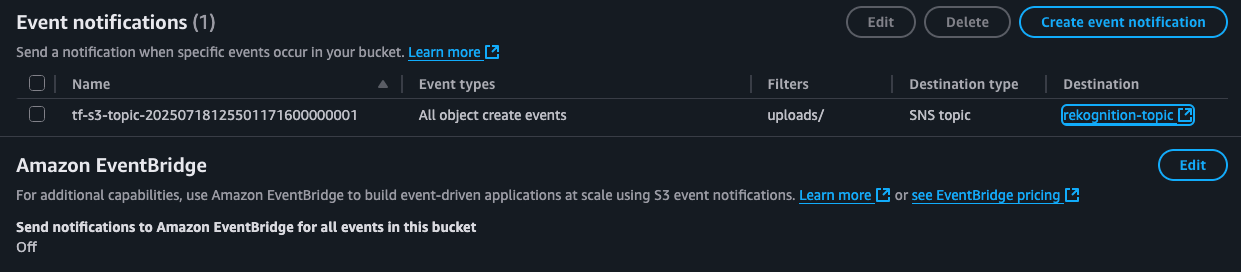 Event notifications (1)
Edit Delete Create event notification
Send a notification when specific events occur in your bucket. Learn more
Name Event types Filters Destination type Destination
tf-s3-topic-20250718125501171600000001 All object create events uploads/ SNS topic rekognition-topic
Amazon EventBridge
Edit
For additional capabilities, use Amazon EventBridge to build event-driven applications at scale using S3 event notifications. Learn more or see EventBridge pricing
Send notifications to Amazon EventBridge for all events in this bucket
Off